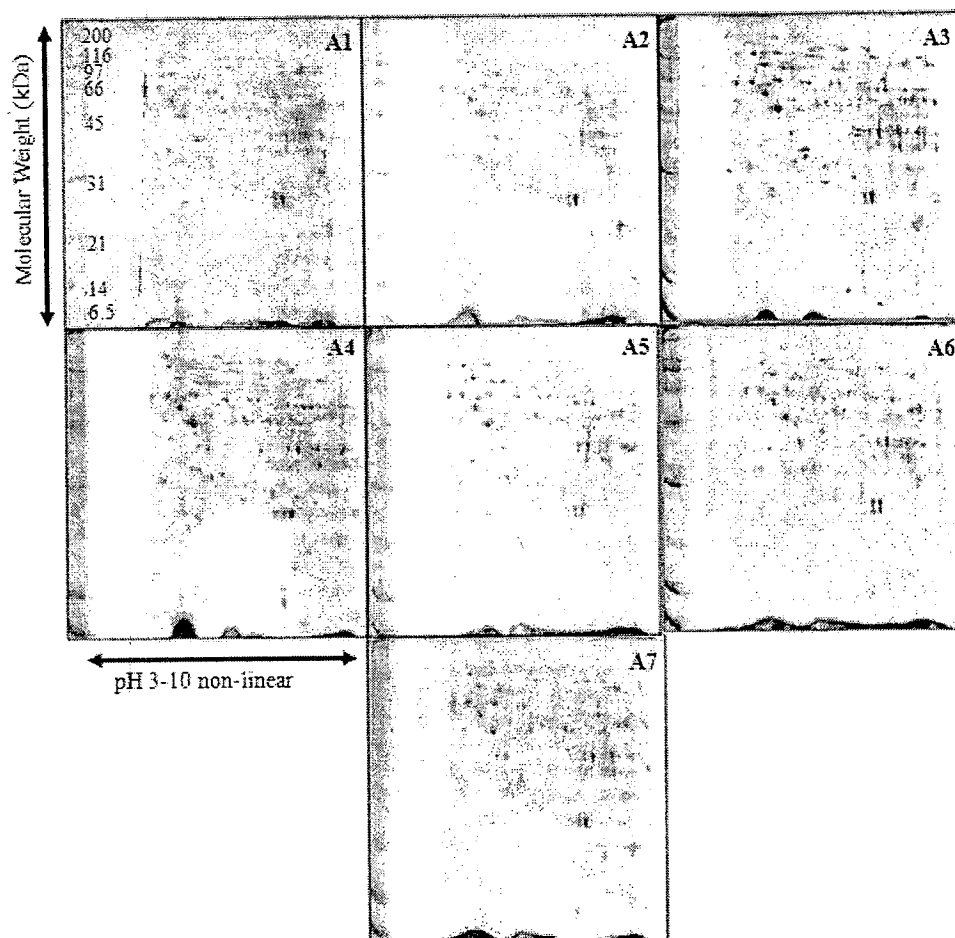 A1
A2
A3
200
116
97
66
45
31
21
14
6.5
Molecular Weight (kDa)
A4
A5
A6
pH 3-10 non-linear
A7